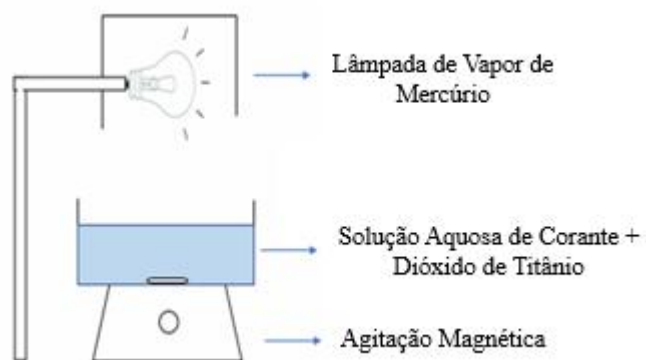 Lâmpada de Vapor de
Mercúrio
Solução Aquosa de Corante +
Dióxido de Titânio
Agitação Magnética